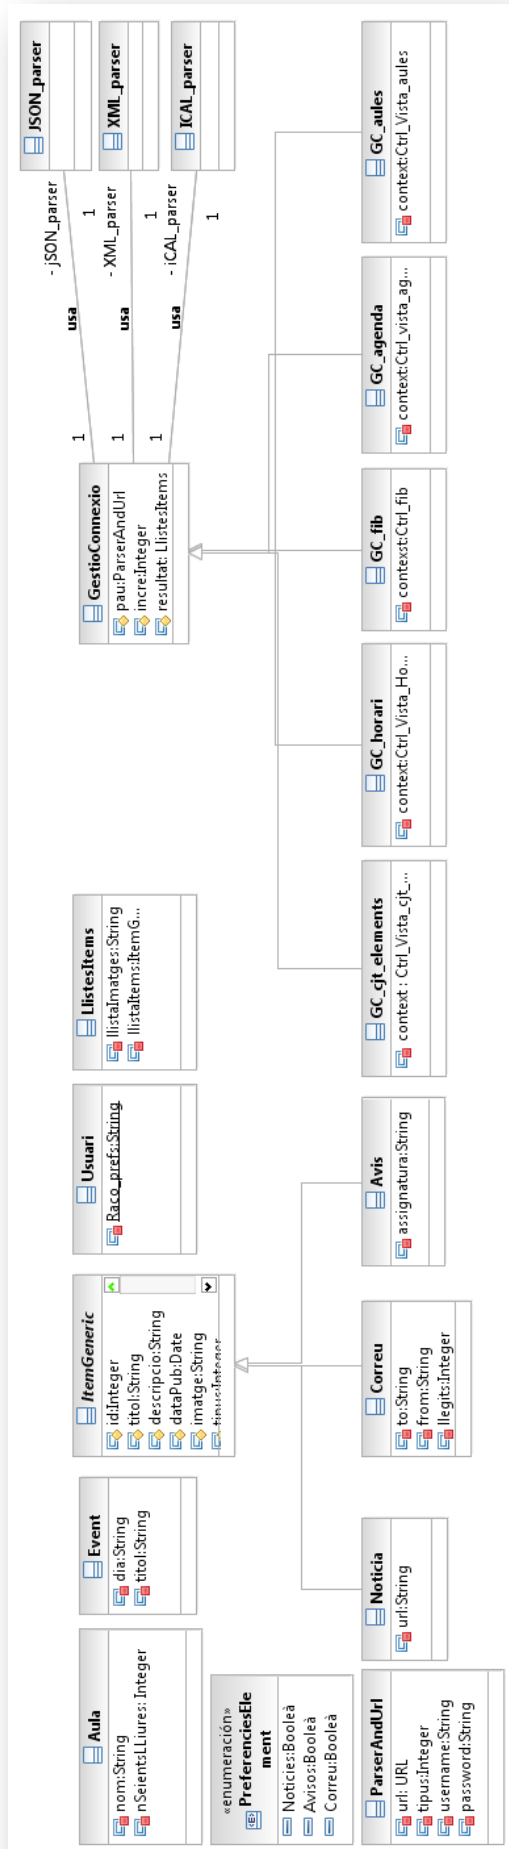 Aula
nom:String
nSeientsLLiures: Integer
Event
dia:String
titol:String
ItemGeneric
id:Integer
titol:String
descripcio:String
dataPub:Date
imatge:String
tipus:Integer
Usuari
Raco_prefs:String
LlistesItems
llistaImatges:String
llistaItems:ItemG...
GestioConnexio
pau:ParserAndUrl
incre:Integer
resultat: LlistesItems
1
usa
- jSON_parser
1
JSON_parser
1
usa
- XML_parser
1
XML_parser
1
usa
- iCAL_parser
1
ICAL_parser
«enumeración»
PreferenciesEle
ment
Noticies:Booleà
Avisos:Booleà
Correu:Booleà
ParserAndUrl
url: URL
tipus:Integer
username:String
password:String
Noticia
url:String
Correu
to:String
from:String
llegits:Integer
Avis
assignatura:String
GC_cjt_elements
context : Ctrl_Vista_cjt_...
GC_horari
context:Ctrl_Vista_Ho...
GC_fib
contexst:Ctrl_fib
GC_agenda
context:Ctrl_vista_ag...
GC_aules
context:Ctrl_Vista_aules